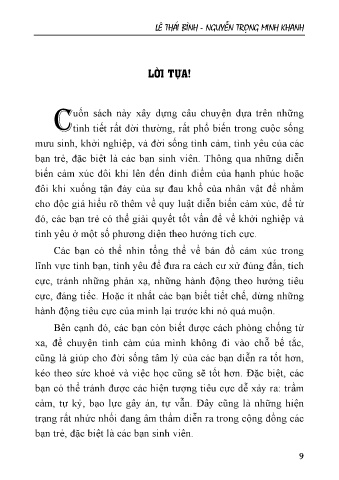 LÊ THÁI BÌNH - NGUYỄN TRỌNG MINH KHANH
LỜI TỰA!
Cuốn sách này xây dựng câu chuyện dựa trên những
tình tiết rất đời thường, rất phổ biến trong cuộc sống
mưu sinh, khởi nghiệp, và đời sống tình cảm, tình yêu của các
bạn trẻ, đặc biệt là các bạn sinh viên. Thông qua những diễn
biến cảm xúc đôi khi lên đến đỉnh điểm của hạnh phúc hoặc
đôi khi xuống tận đáy của sự đau khổ của nhân vật để nhằm
cho độc giả hiểu rõ thêm về quy luật diễn biến cảm xúc, để từ
đó, các bạn trẻ có thể giải quyết tốt vấn đề về khởi nghiệp và
tình yêu ở một số phương diện theo hướng tích cực.
Các bạn có thể nhìn tổng thể về bản đồ cảm xúc trong
lĩnh vực tình bạn, tình yêu để đưa ra cách cư xử đúng đắn, tích
cực, tránh những phản xạ, những hành động theo hướng tiêu
cực, đáng tiếc. Hoặc ít nhất các bạn biết tiết chế, dừng những
hành động tiêu cực của mình lại trước khi nó quá muộn.
Bên cạnh đó, các bạn còn biết được cách phòng chống từ
xa, để chuyện tình cảm của mình không đi vào chỗ bế tắc,
cũng là giúp cho đời sống tâm lý của các bạn diễn ra tốt hơn,
kéo theo sức khoẻ và việc học cũng sẽ tốt hơn. Đặc biệt, các
bạn có thể tránh được các hiện tượng tiêu cực dễ xảy ra: trầm
cảm, tự kỷ, bạo lực gây án, tự vẫn. Đây cũng là những hiện
trạng rất nhức nhối đang âm thầm diễn ra trong cộng đồng các
bạn trẻ, đặc biệt là các bạn sinh viên.
9